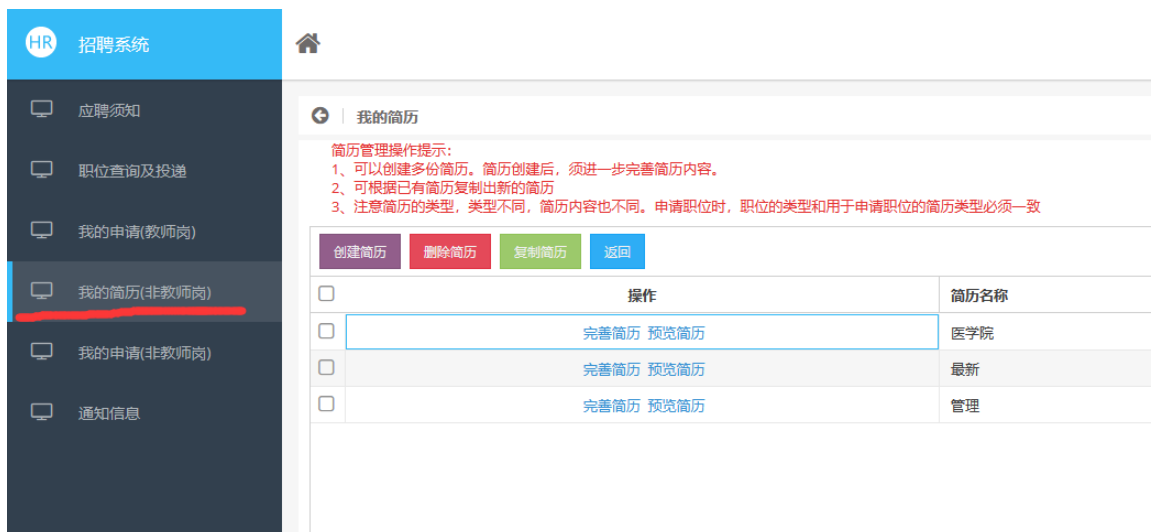 HR 招聘系统
应聘须知
职位查询及投递
我的申请(教师岗)
我的简历(非教师岗)
我的申请(非教师岗)
通知信息
我的简历
简历管理操作提示:
1、可以创建多份简历。简历创建后，须进一步完善简历内容。
2、可根据已有简历复制出新的简历
3、注意简历的类型，类型不同，简历内容也不同。申请职位时，职位的类型和用于申请职位的简历类型必须一致
创建简历 删除简历 复制简历 返回
操作 简历名称
完善简历 预览简历 医学院
完善简历 预览简历 最新
完善简历 预览简历 管理